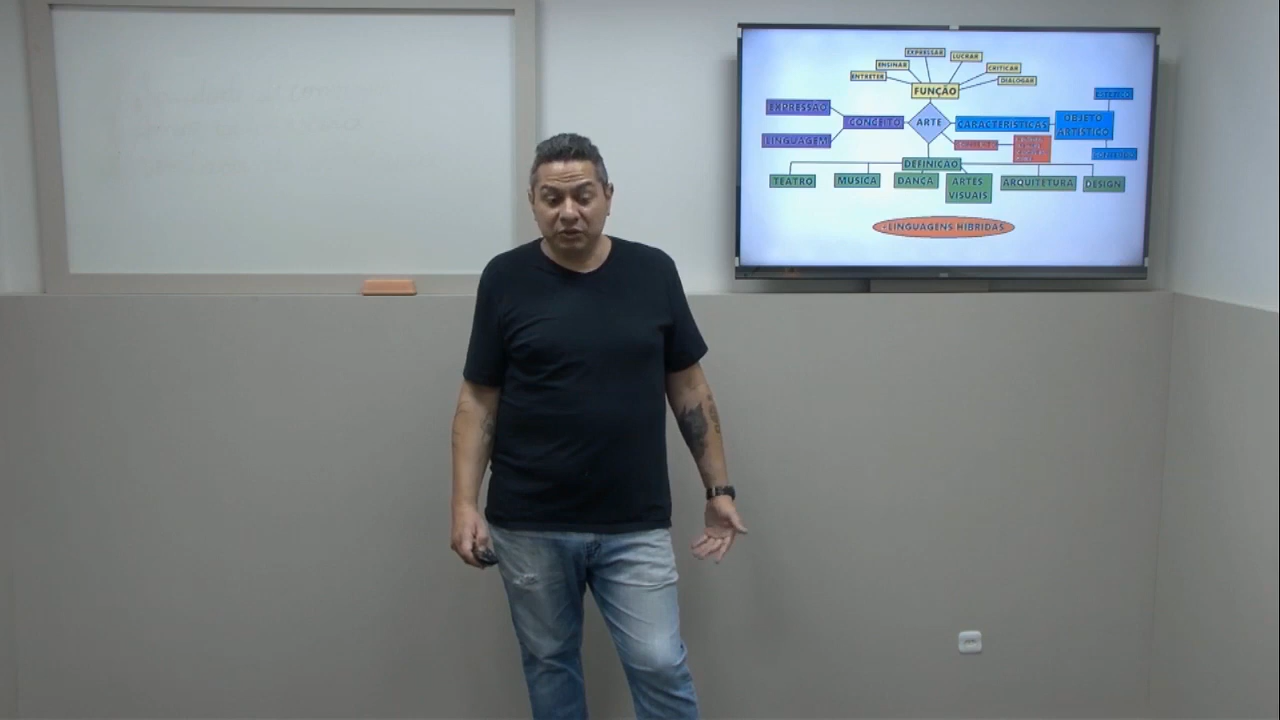 EXPRESSAR
LUCRAR
ENSINAR
CRITICAR
ENTRETER
DIALOGAR
FUNÇÃO
EXPRESSÃO
CONCEITO
ARTE
CARACTERÍSTICAS
OBJETO
ARTÍSTICO
LINGUAGEM
DEFINIÇÃO
TEATRO
MÚSICA
DANÇA
ARTES
VISUAIS
ARQUITETURA
DESIGN
- LINGUAGENS HÍBRIDAS